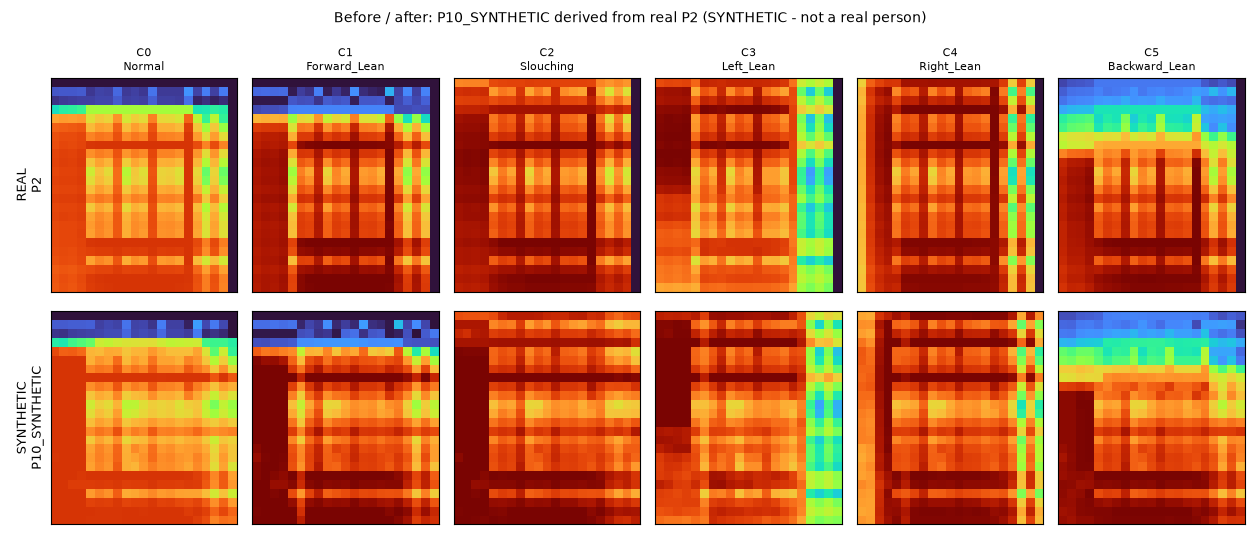 Before / after: P10_SYNTHETIC derived from real P2 (SYNTHETIC - not a real person)
C0
Normal
C1
Forward_Lean
C2
Slouching
C3
Left_Lean
C4
Right_Lean
C5
Backward_Lean
REAL
P2
SYNTHETIC
P10_SYNTHETIC